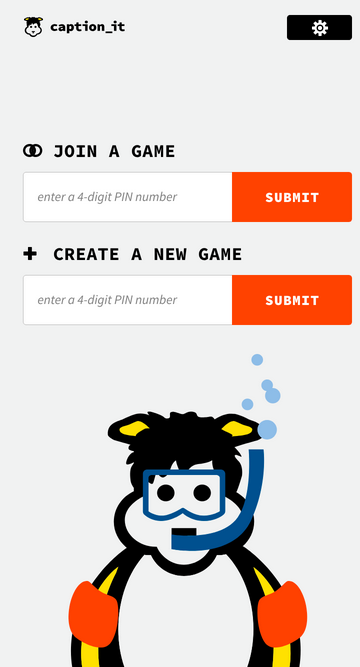 caption_it
JOIN A GAME
enter a 4-digit PIN number
SUBMIT
CREATE A NEW GAME
enter a 4-digit PIN number
SUBMIT